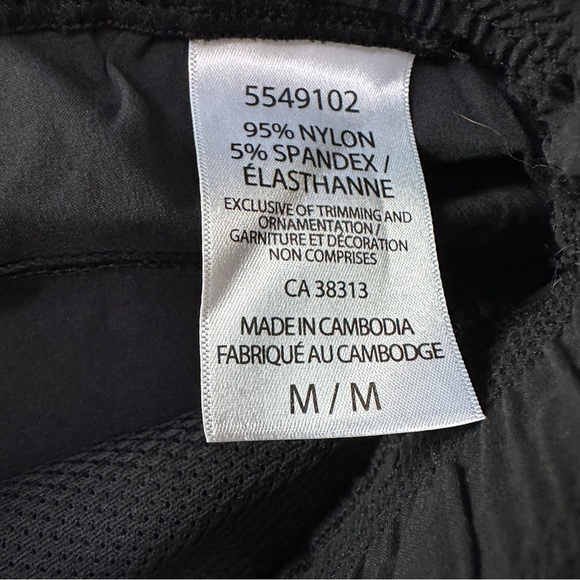 5549102
95% NYLON
5% SPANDEX /
ÉLASTHANNE
EXCLUSIVE OF TRIMMING AND
ORNAMENTATION /
GARNITURE ET DÉCORATION
NON COMPRISES
CA 38313
MADE IN CAMBODIA
FABRIQUÉ AU CAMBODGE
M / M